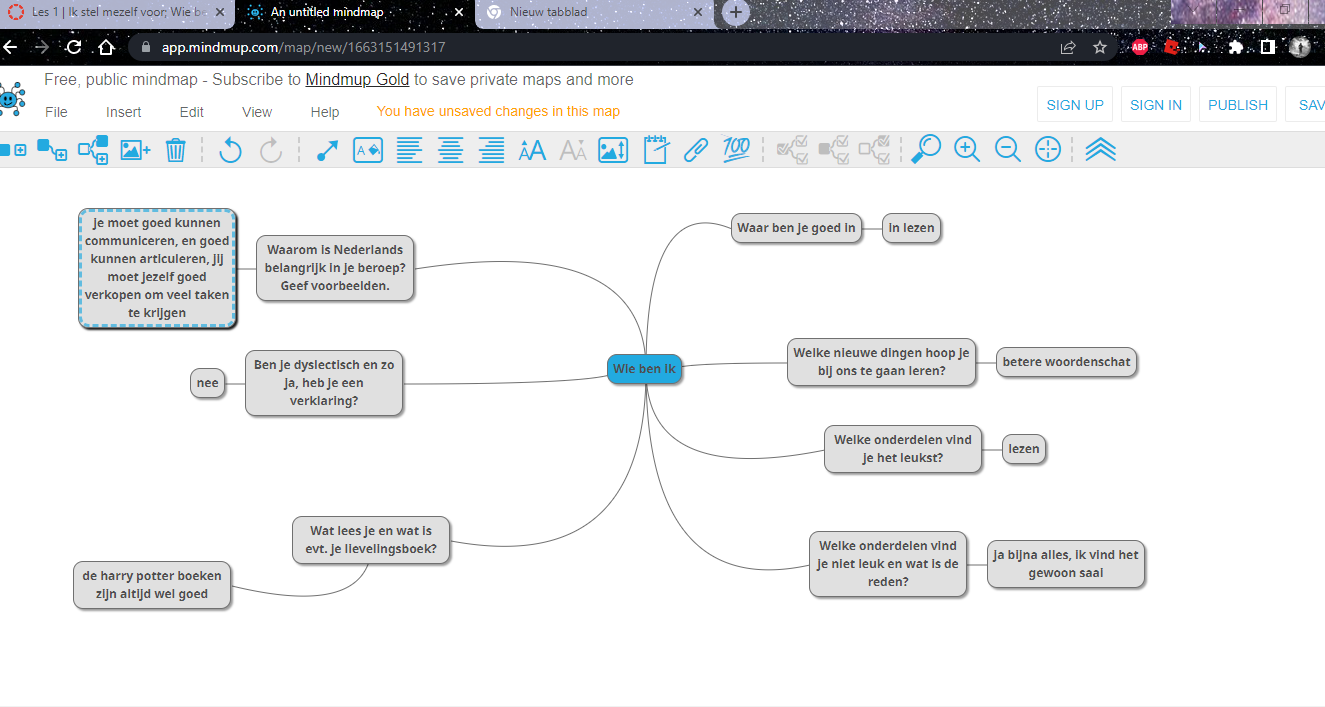 Les 1 | Ik stel mezelf voor; Wie be
An untitled mindmap
Nieuw tabblad
app.mindmup.com/map/new/1663151491317
ABP
Free, public mindmap - Subscribe to Mindmup Gold to save private maps and more
File Insert Edit View Help
You have unsaved changes in this map
SIGN UP
SIGN IN
PUBLISH
SAV
A
AA
AA
100
Je moet goed kunnen
communiceren, en goed
kunnen articuleren, jij
moet jezelf goed
verkopen om veel taken
te krijgen
Waarom is Nederlands
belangrijk in je beroep?
Geef voorbeelden.
nee
Ben je dyslectisch en zo
ja, heb je een
verklaring?
Wat lees je en wat is
evt. je lievelingsboek?
de harry potter boeken
zijn altijd wel goed
Wie ben ik
Waar ben je goed in
In lezen
Welke nieuwe dingen hoop je
bij ons te gaan leren?
betere woordenschat
Welke onderdelen vind
je het leukst?
lezen
Welke onderdelen vind
je niet leuk en wat is de
reden?
Ja bijna alles, ik vind het
gewoon saai